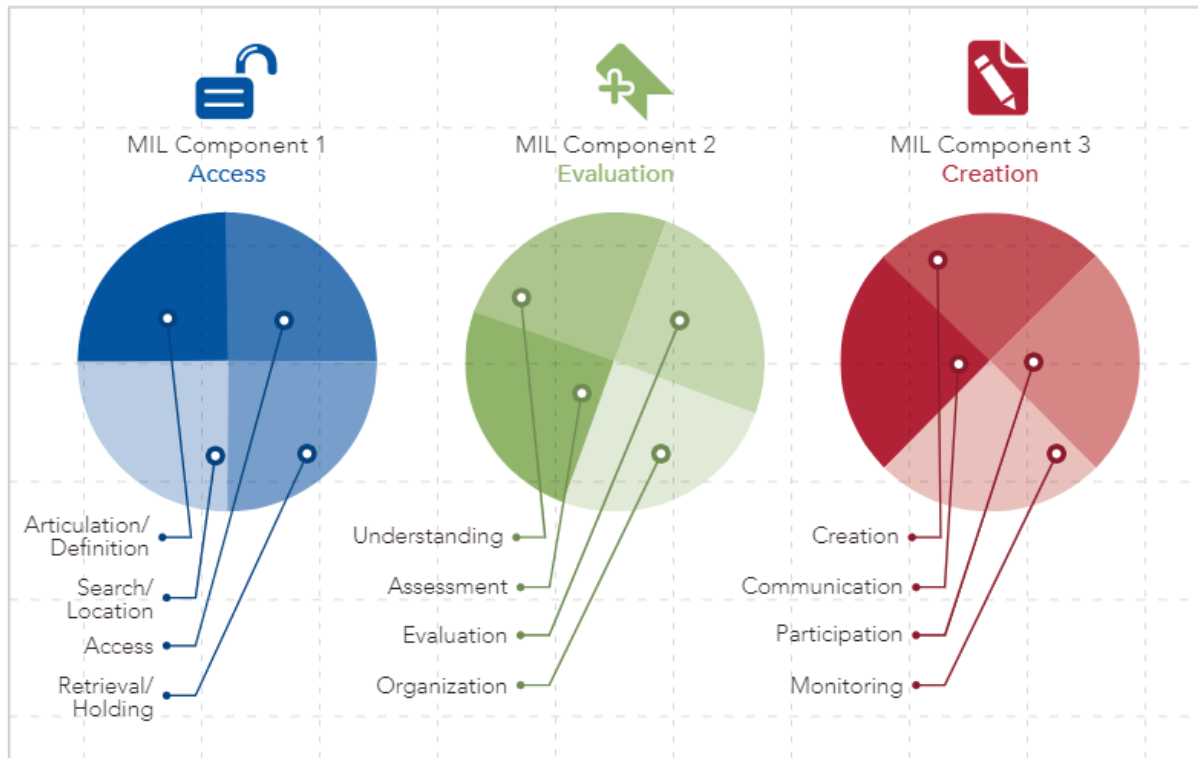 MIL Component 1
Access
Articulation/
Definition
Search/
Location
Access
Retrieval/
Holding
MIL Component 2
Evaluation
Understanding
Assessment
Evaluation
Organization
MIL Component 3
Creation
Creation
Communication
Participation
Monitoring